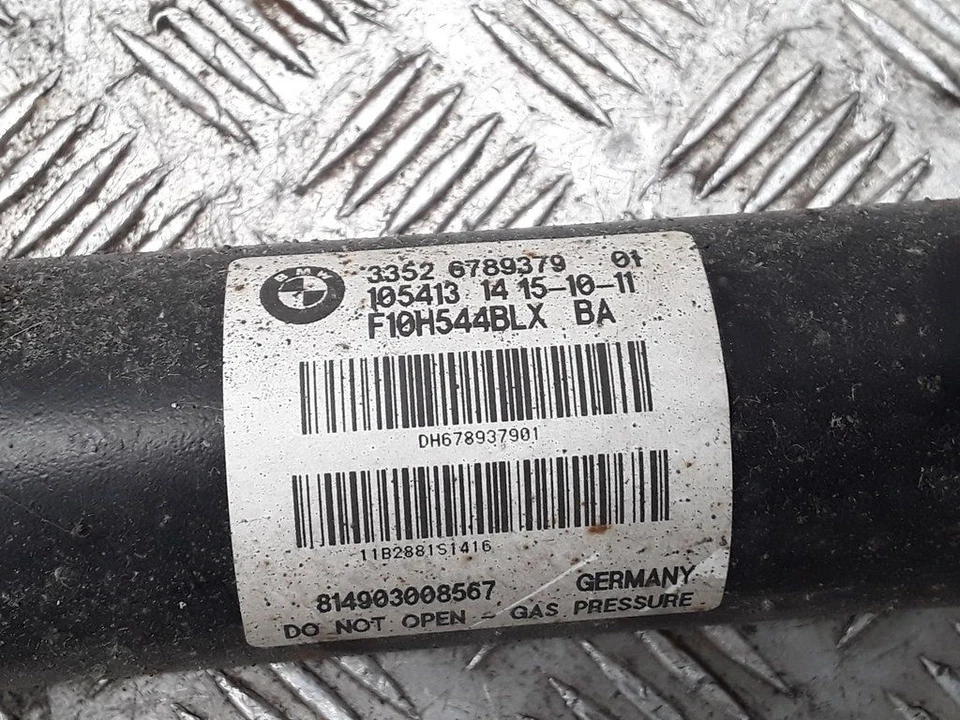 BMW
3352 6789379 01
105413 14 15-10-11
F10H544BLX BA
DH678937901
11B2881S1416
814903008567 GERMANY
DO NOT OPEN - GAS PRESSURE